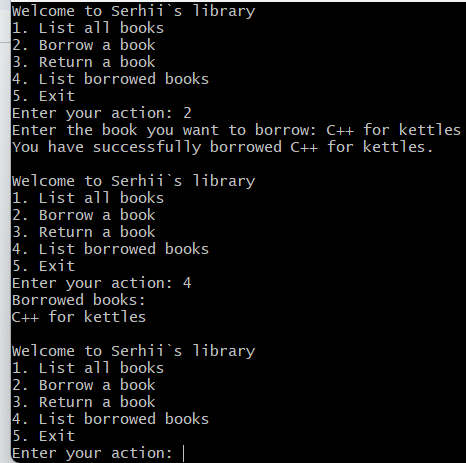 Welcome to Serhii`s library
1. List all books
2. Borrow a book
3. Return a book
4. List borrowed books
5. Exit
Enter your action: 2
Enter the book you want to borrow: C++ for kettles
You have successfully borrowed C++ for kettles.

Welcome to Serhii`s library
1. List all books
2. Borrow a book
3. Return a book
4. List borrowed books
5. Exit
Enter your action: 4
Borrowed books:
C++ for kettles

Welcome to Serhii`s library
1. List all books
2. Borrow a book
3. Return a book
4. List borrowed books
5. Exit
Enter your action: